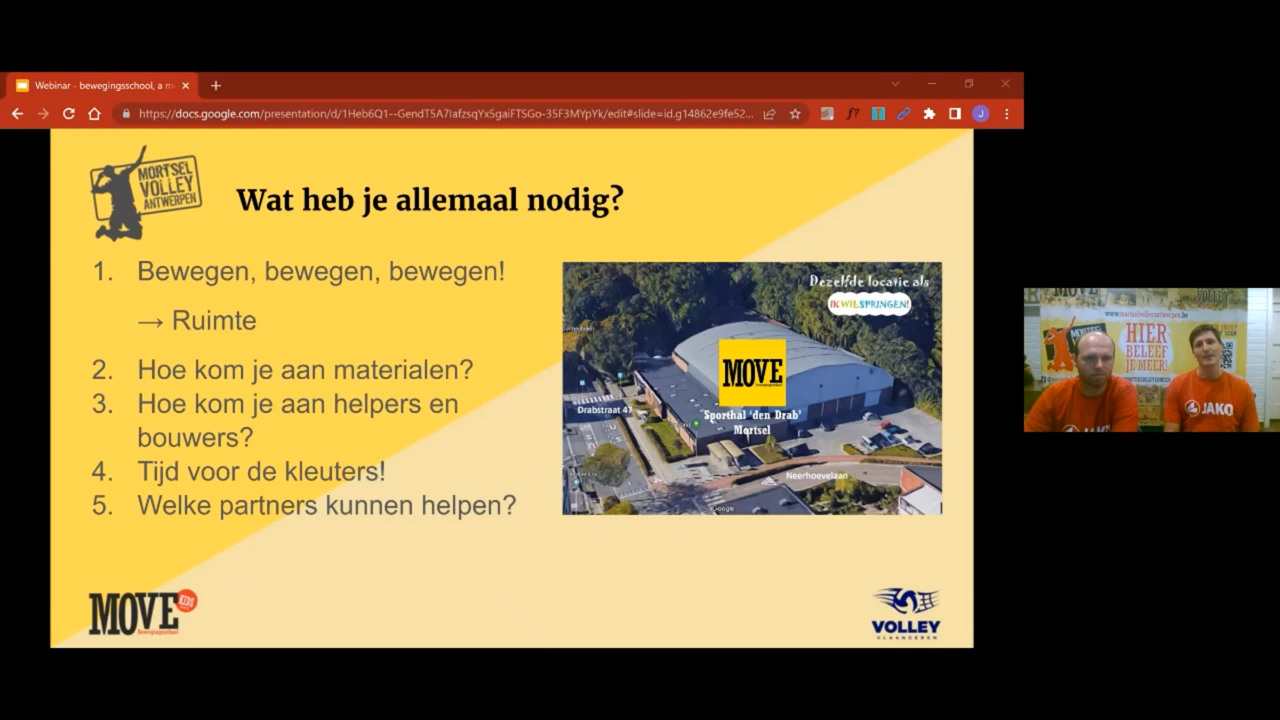 Webinar - bewegingsschool, a m
https://docs.google.com/presentation/d/1Heb6Q1--GendT5A7lafzsqYx5gaiFTSGo-35F3MYpYk/edit#slide=id.g14862e9fe52...
f?
J
MORTSEL
VOLLEY
ANTWERPEN
Wat heb je allemaal nodig?
1. Bewegen, bewegen, bewegen!
→ Ruimte
2. Hoe kom je aan materialen?
3. Hoe kom je aan helpers en
bouwers?
4. Tijd voor de kleuters!
5. Welke partners kunnen helpen?
Dezelfde locatie als
IK WIL SPRINGEN!
MOVE
Drabstraat 47
Sporthal 'den Drab'
Mortsel
Neerhoevelaan
Google
MOVE
KIDS
Bewegingsschool
VOLLEY
VLAANDEREN
VOLLEY
www.mortselvolleyantwerpen.be
HIER
BELEEF
JE MEER!
JAKO